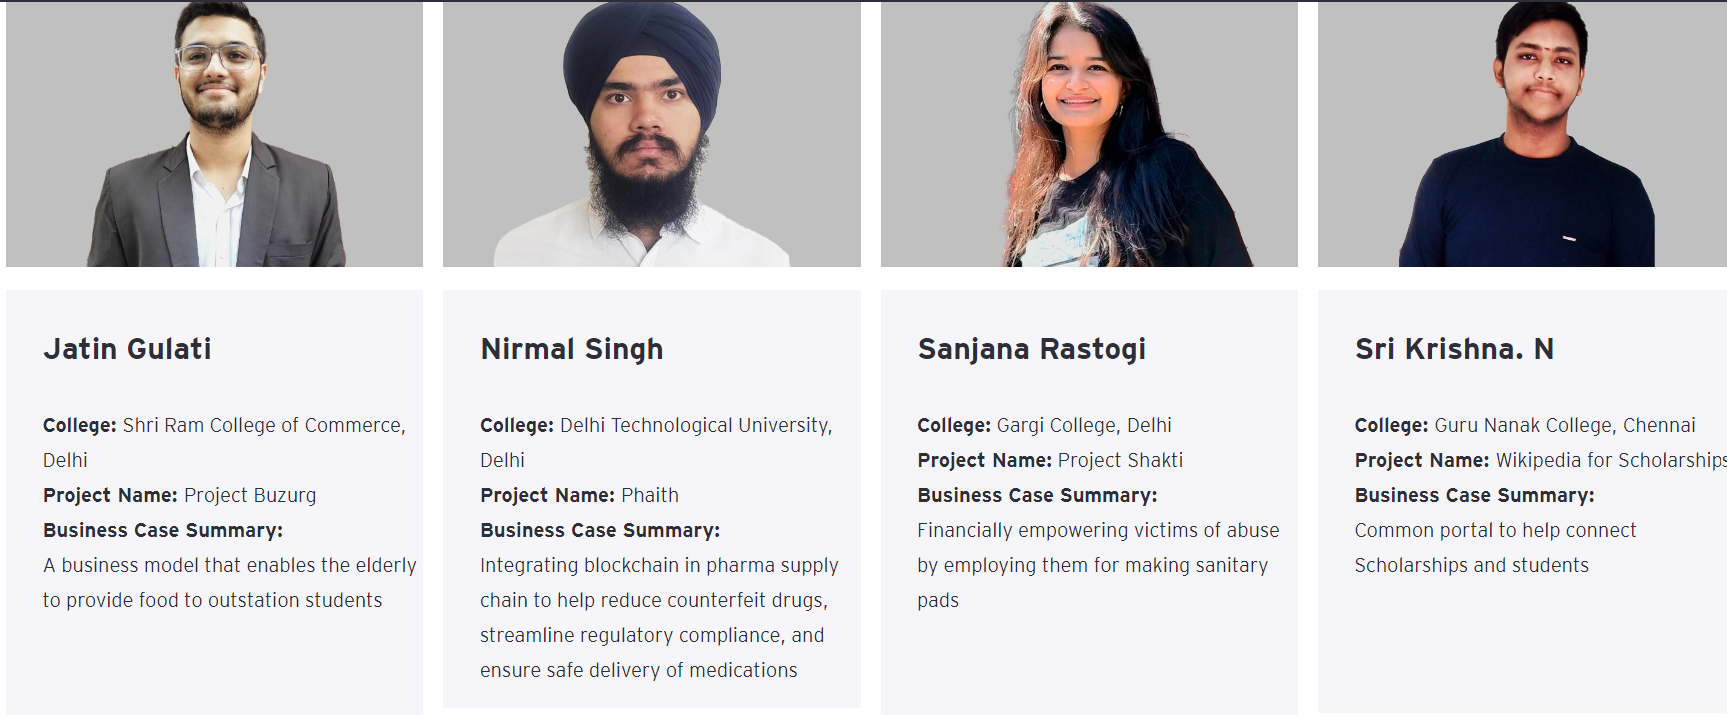 Jatin Gulati
College: Shri Ram College of Commerce,
Delhi
Project Name: Project Buzurg
Business Case Summary:
A business model that enables the elderly
to provide food to outstation students
Nirmal Singh
College: Delhi Technological University,
Delhi
Project Name: Phaith
Business Case Summary:
Integrating blockchain in pharma supply
chain to help reduce counterfeit drugs,
streamline regulatory compliance, and
ensure safe delivery of medications
Sanjana Rastogi
College: Gargi College, Delhi
Project Name: Project Shakti
Business Case Summary:
Financially empowering victims of abuse
by employing them for making sanitary
pads
Sri Krishna. N
College: Guru Nanak College, Chennai
Project Name: Wikipedia for Scholarships
Business Case Summary:
Common portal to help connect
Scholarships and students